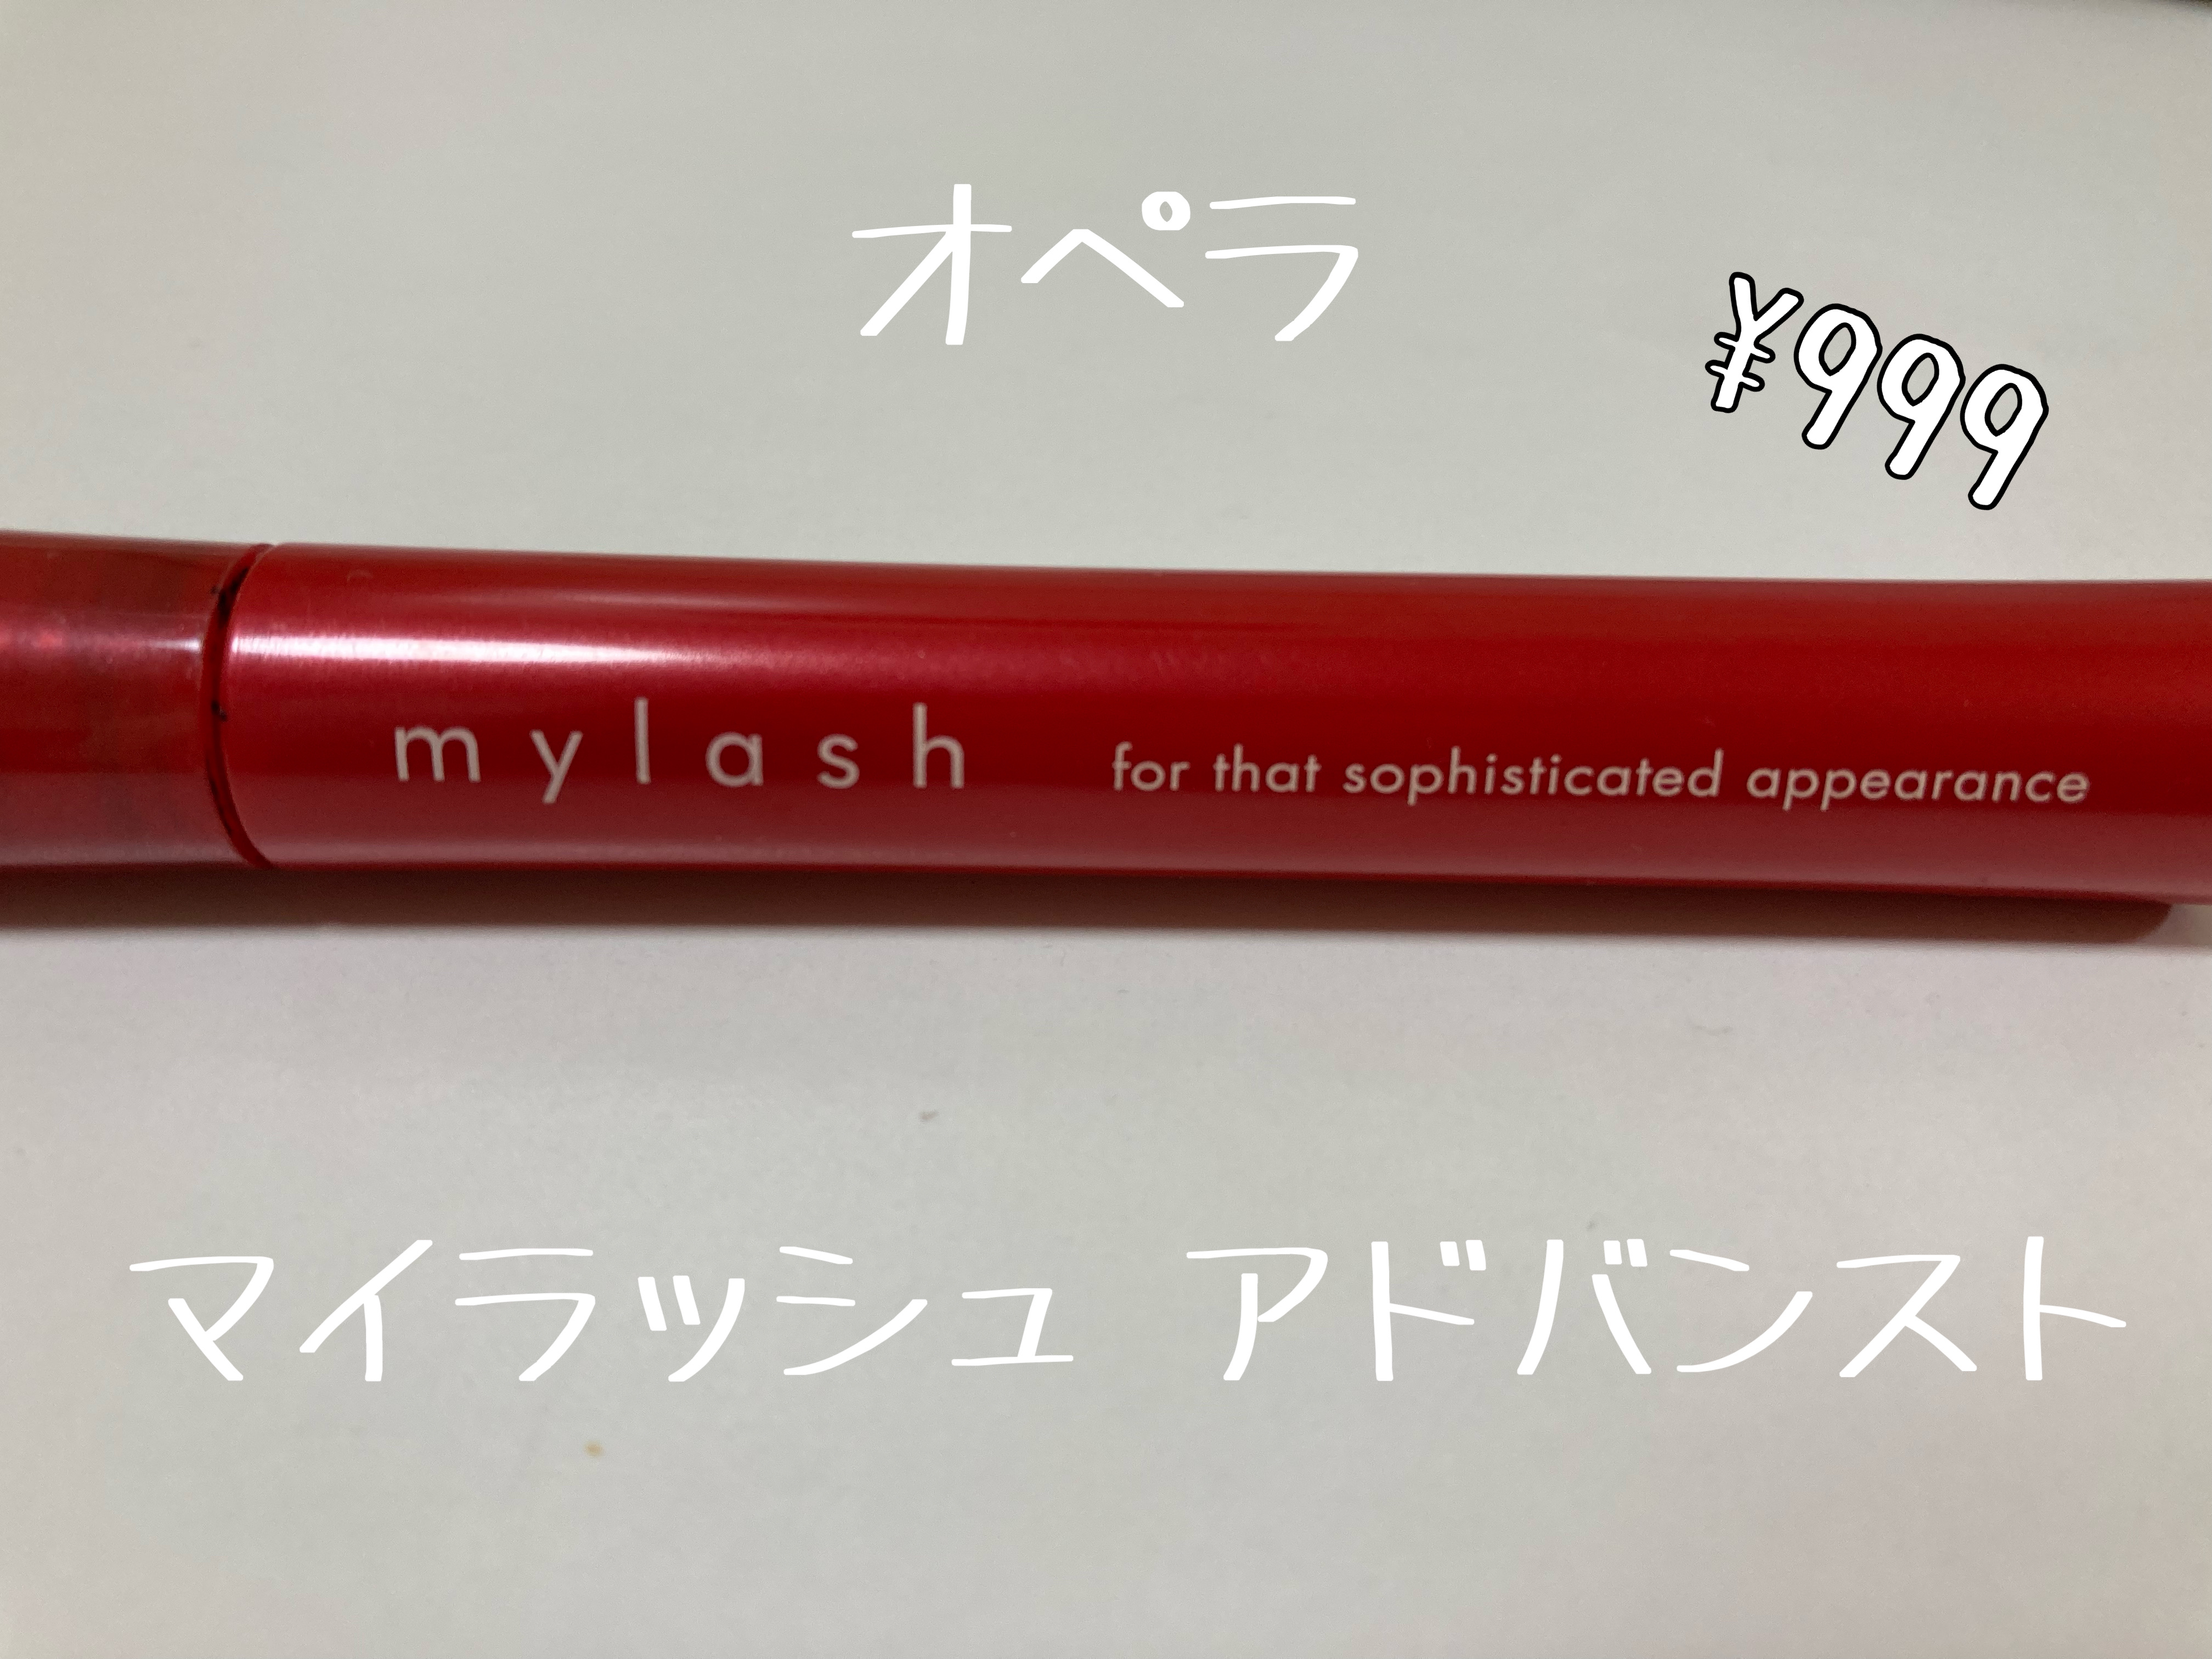 オペラ
¥999
mylash for that sophisticated appearance
マイラッシュ アドバンスト